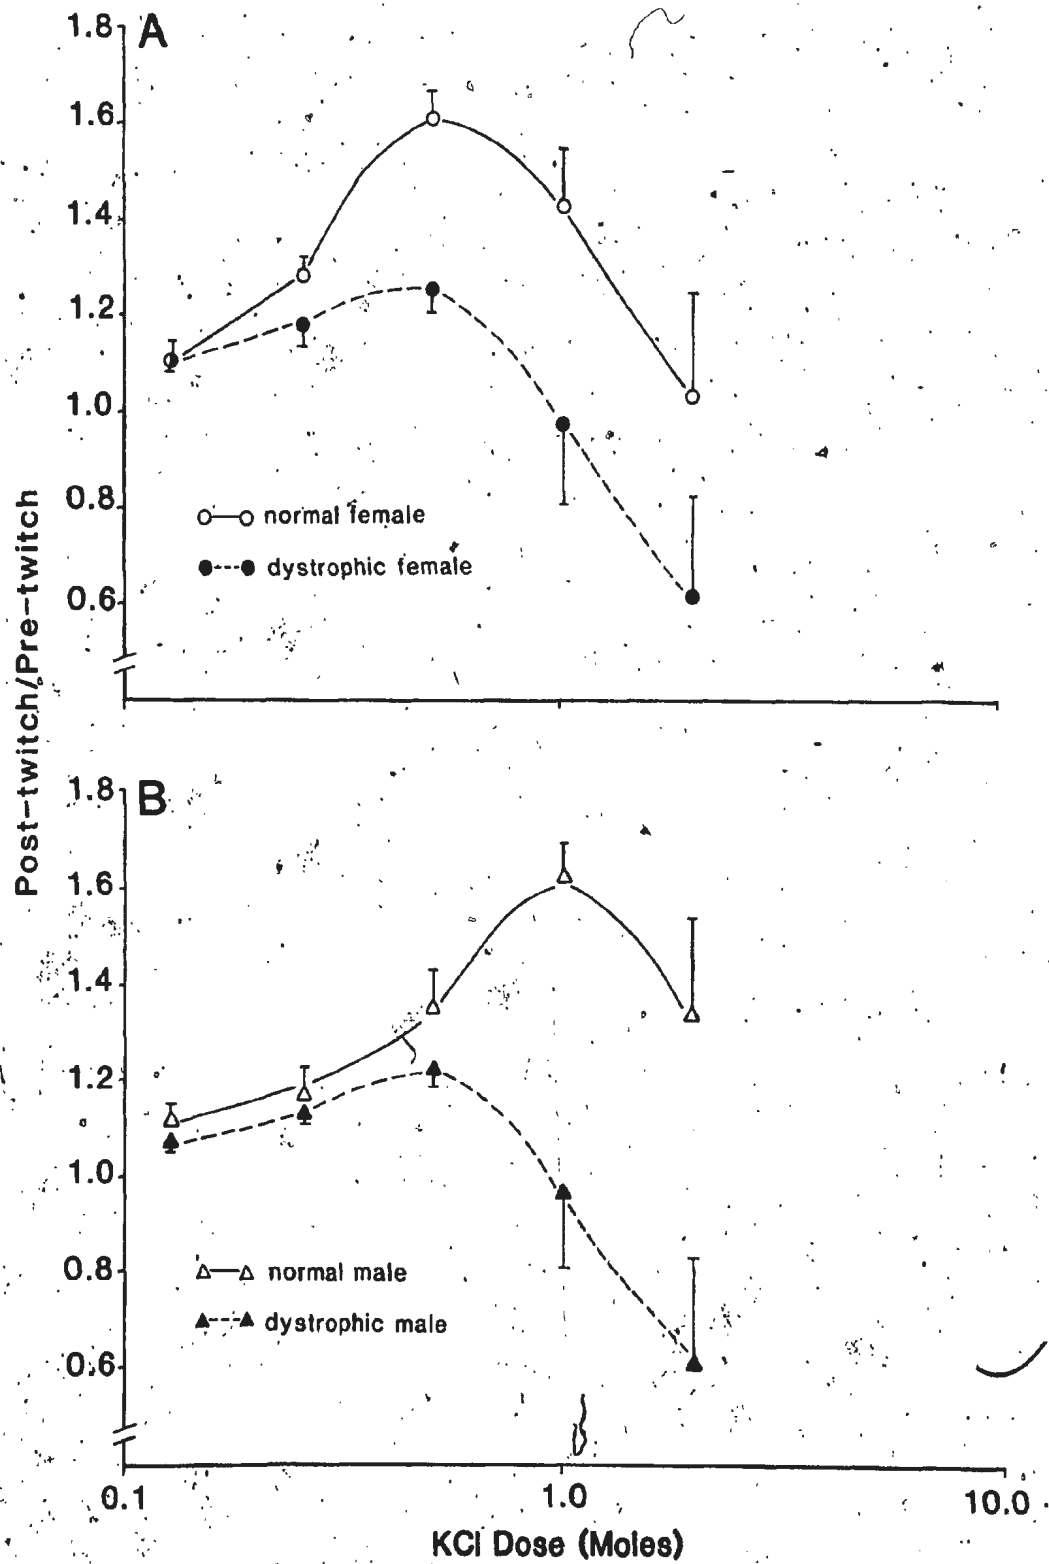 A
1.8
1.6
1.4
1.2
1.0
0.8
0.6
normal female
dystrophic female
Post-twitch/Pre-twitch
B
1.8
1.6
1.4
1.2
1.0
0.8
0.6
normal male
dystrophic male
0.1
1.0
10.0
KCl Dose (Moles)